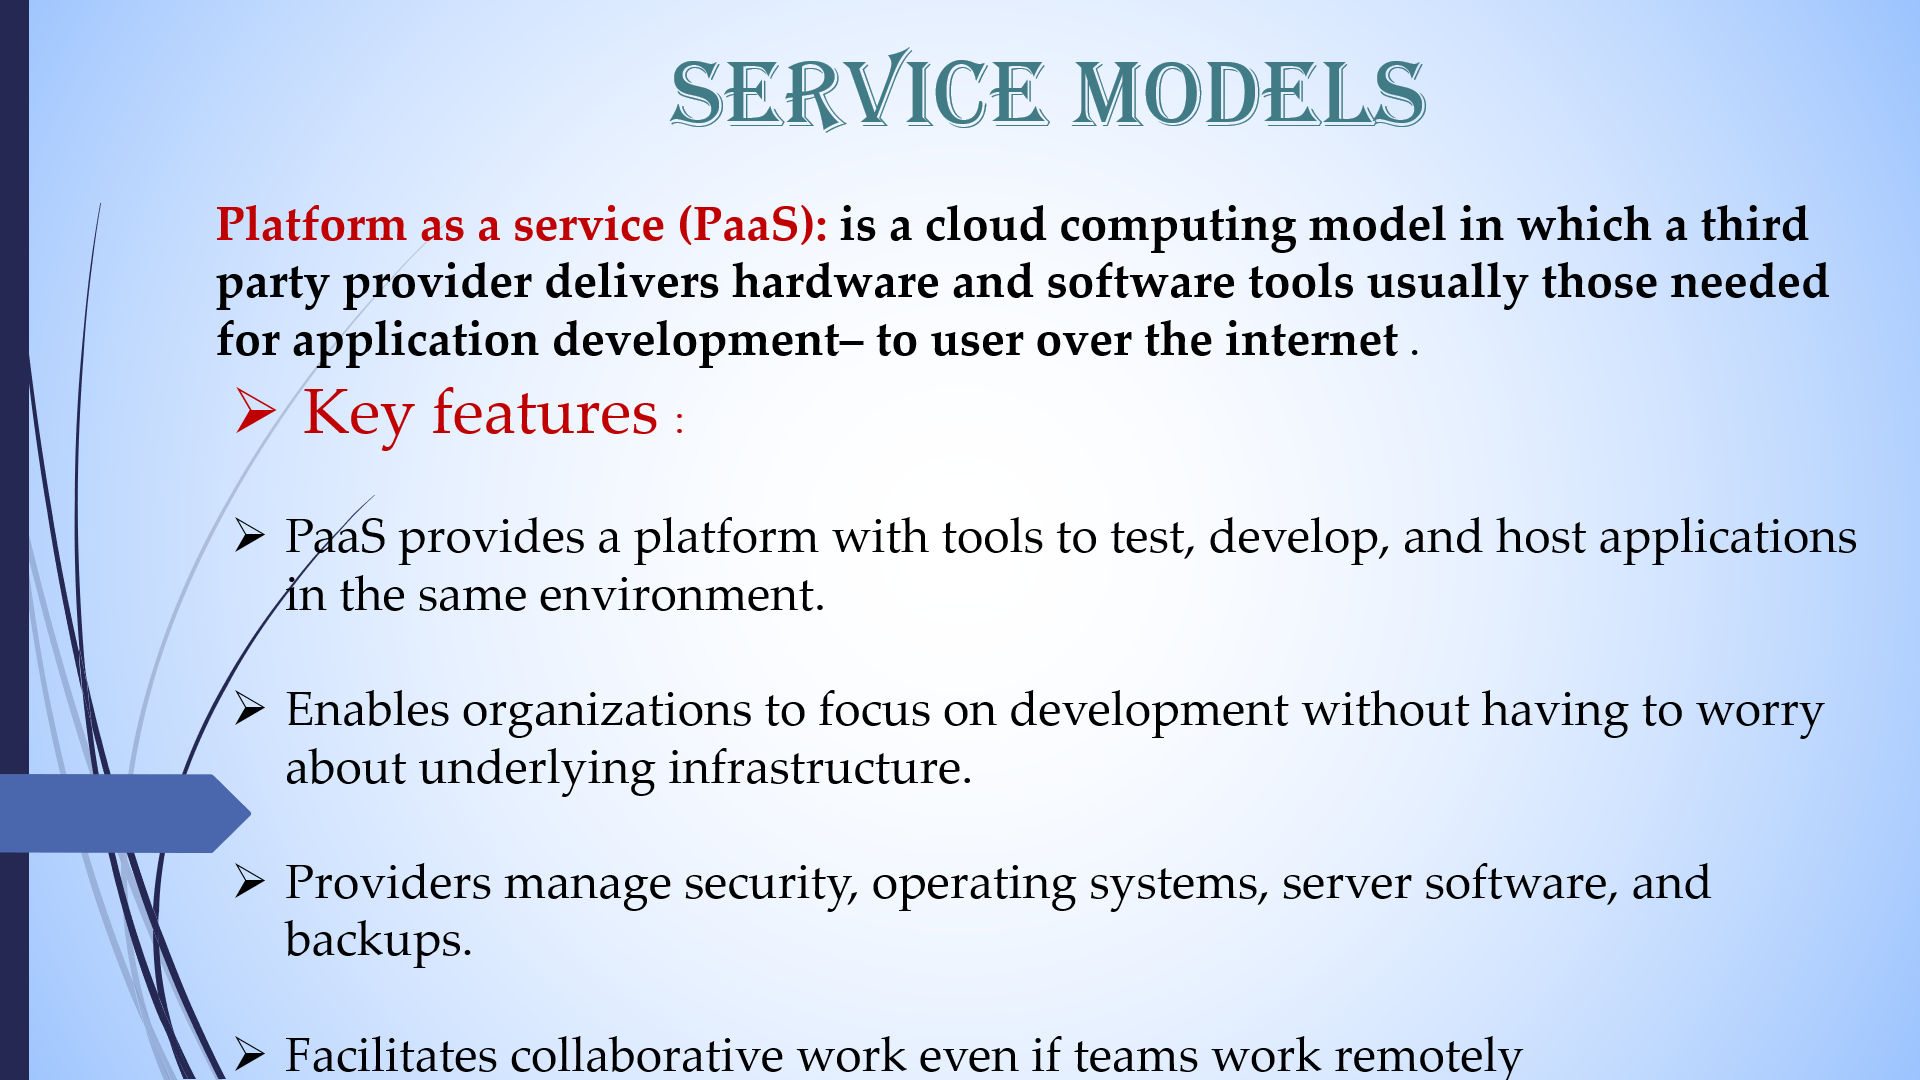 SERVICE MODELS
Platform as a service (PaaS): is a cloud computing model in which a third
party provider delivers hardware and software tools usually those needed
for application development– to user over the internet .
➢ Key features :
➢ PaaS provides a platform with tools to test, develop, and host applications
in the same environment.
➢ Enables organizations to focus on development without having to worry
about underlying infrastructure.
➢ Providers manage security, operating systems, server software, and
backups.
➢ Facilitates collaborative work even if teams work remotely